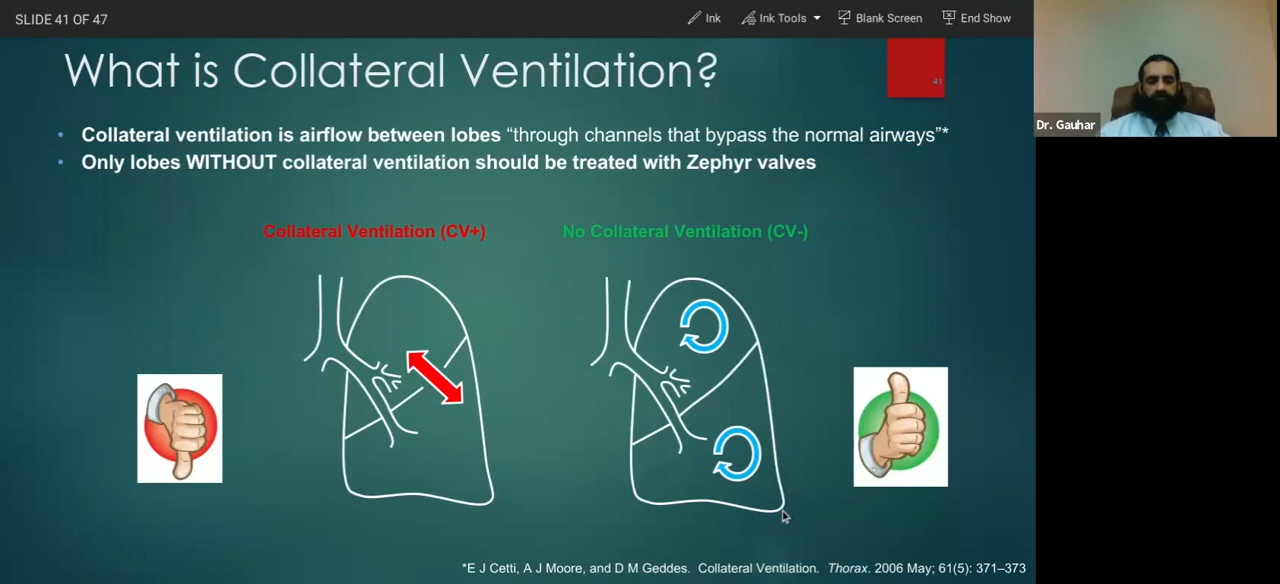 SLIDE 41 OF 47
Ink
Ink Tools
Blank Screen
End Show
What is Collateral Ventilation?
41
Dr. Gauhar
• Collateral ventilation is airflow between lobes “through channels that bypass the normal airways”*
• Only lobes WITHOUT collateral ventilation should be treated with Zephyr valves
Collateral Ventilation (CV+)
No Collateral Ventilation (CV-)
*E J Cetti, A J Moore, and D M Geddes. Collateral Ventilation. Thorax. 2006 May; 61(5): 371–373